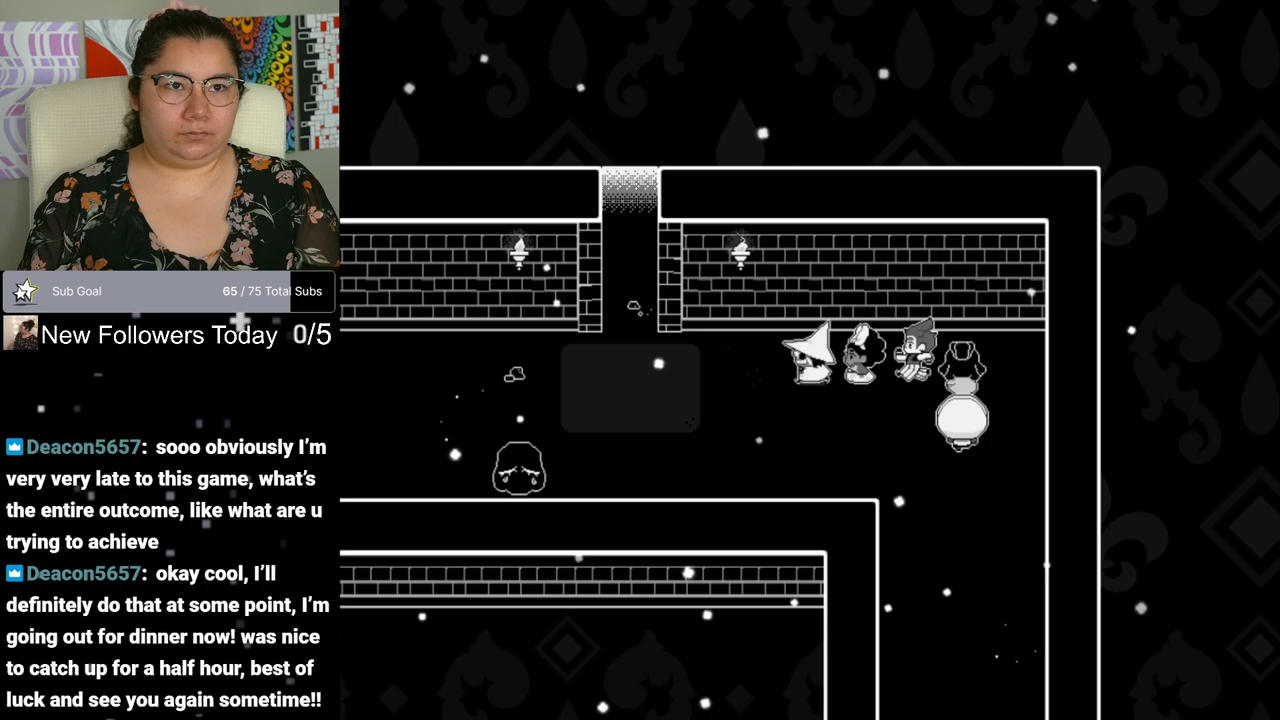 Sub Goal 65 / 75 Total Subs
New Followers Today 0/5
Deacon5657: sooo obviously I’m
very very late to this game, what’s
the entire outcome, like what are u
trying to achieve
Deacon5657: okay cool, I’ll
definitely do that at some point, I’m
going out for dinner now! was nice
to catch up for a half hour, best of
luck and see you again sometime!!